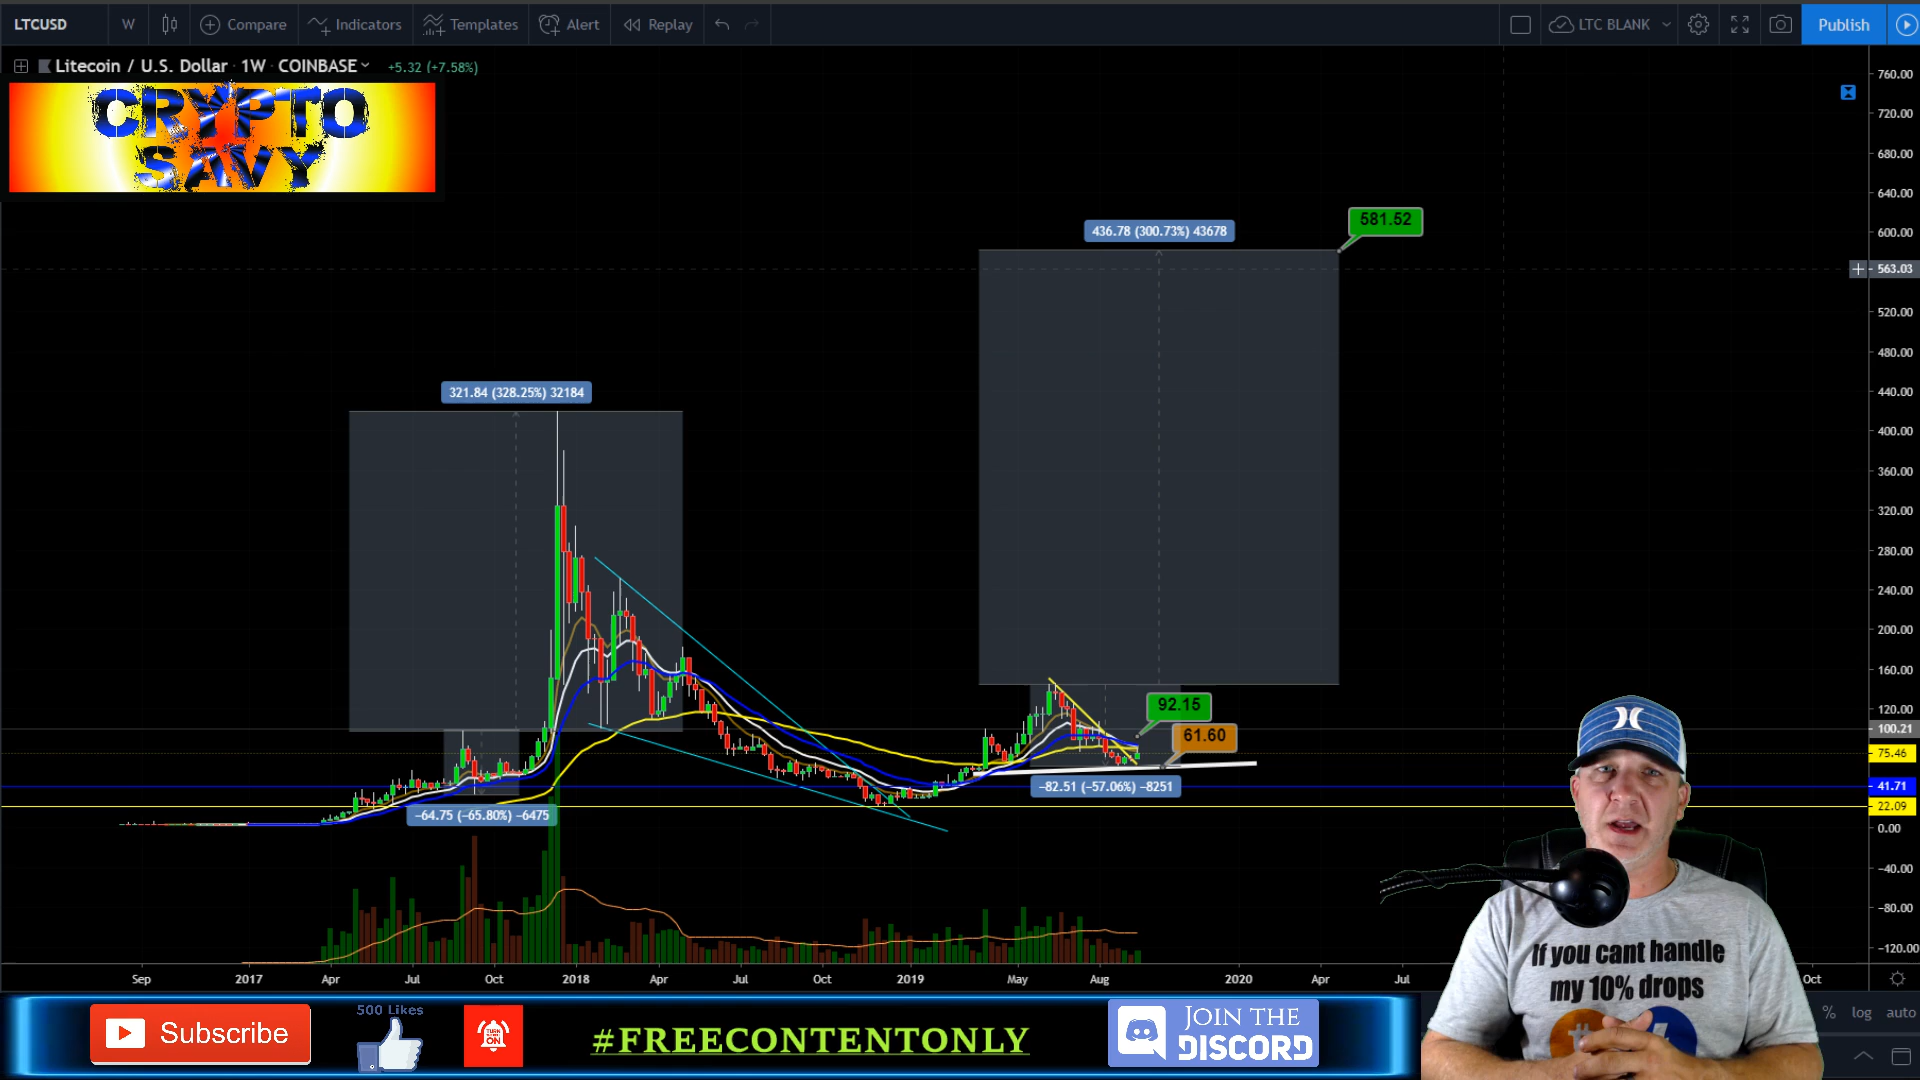 LTCUSD
W
Compare
Indicators
Templates
Alert
Replay
LTC BLANK
Publish
Litecoin / U.S. Dollar · 1W · COINBASE
+5.32 (+7.58%)
CRYPTO
SAVY
760.00
720.00
680.00
640.00
600.00
563.03
520.00
480.00
440.00
400.00
360.00
320.00
280.00
240.00
200.00
160.00
120.00
100.21
75.46
41.71
22.09
0.00
−40.00
−80.00
−120.00
581.52
436.78 (300.73%) 43678
321.84 (328.25%) 32184
92.15
61.60
−82.51 (−57.06%) −8251
−64.75 (−65.80%) −6475
Sep 2017 Apr Jul Oct 2018 Apr Jul Oct 2019 May Aug 2020 Apr Jul Oct
% log auto
If you cant handle
my 10% drops
Subscribe
500 Likes
TURN
ON
#FREECONTENTONLY
JOIN THE
DISCORD